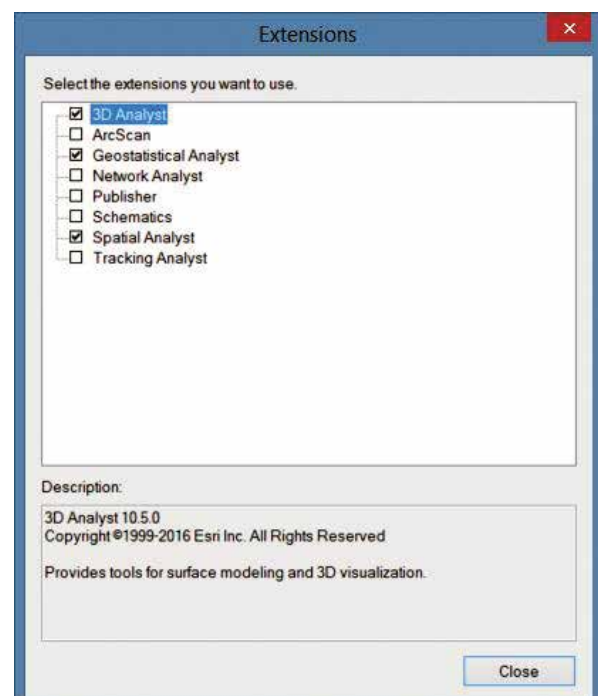 Extensions
Select the extensions you want to use.
3D Analyst
ArcScan
Geostatistical Analyst
Network Analyst
Publisher
Schematics
Spatial Analyst
Tracking Analyst
Description:
3D Analyst 10.5.0
Copyright ©1999-2016 Esri Inc. All Rights Reserved
Provides tools for surface modeling and 3D visualization.
Close